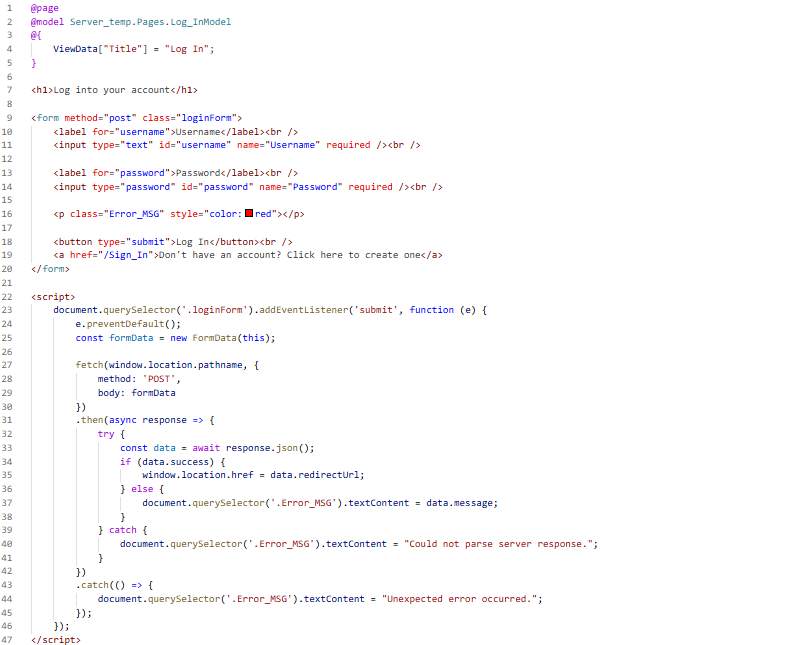 1 @page
2 @model Server_temp.Pages.Log_InModel
3 @{
4     ViewData["Title"] = "Log In";
5 }
6
7 <h1>Log into your account</h1>
8
9 <form method="post" class="loginForm">
10     <label for="username">Username</label><br />
11     <input type="text" id="username" name="Username" required /><br />
12
13     <label for="password">Password</label><br />
14     <input type="password" id="password" name="Password" required /><br />
15
16     <p class="Error_MSG" style="color:red"></p>
17
18     <button type="submit">Log In</button><br />
19     <a href="/Sign_In">Don't have an account? Click here to create one</a>
20 </form>
21
22 <script>
23     document.querySelector('.loginForm').addEventListener('submit', function (e) {
24         e.preventDefault();
25         const formData = new FormData(this);
26
27         fetch(window.location.pathname, {
28             method: 'POST',
29             body: formData
30         })
31         .then(async response => {
32             try {
33                 const data = await response.json();
34                 if (data.success) {
35                     window.location.href = data.redirectUrl;
36                 } else {
37                     document.querySelector('.Error_MSG').textContent = data.message;
38                 }
39             } catch {
40                 document.querySelector('.Error_MSG').textContent = "Could not parse server response.";
41             }
42         })
43         .catch(() => {
44             document.querySelector('.Error_MSG').textContent = "Unexpected error occurred.";
45         });
46     });
47 </script>